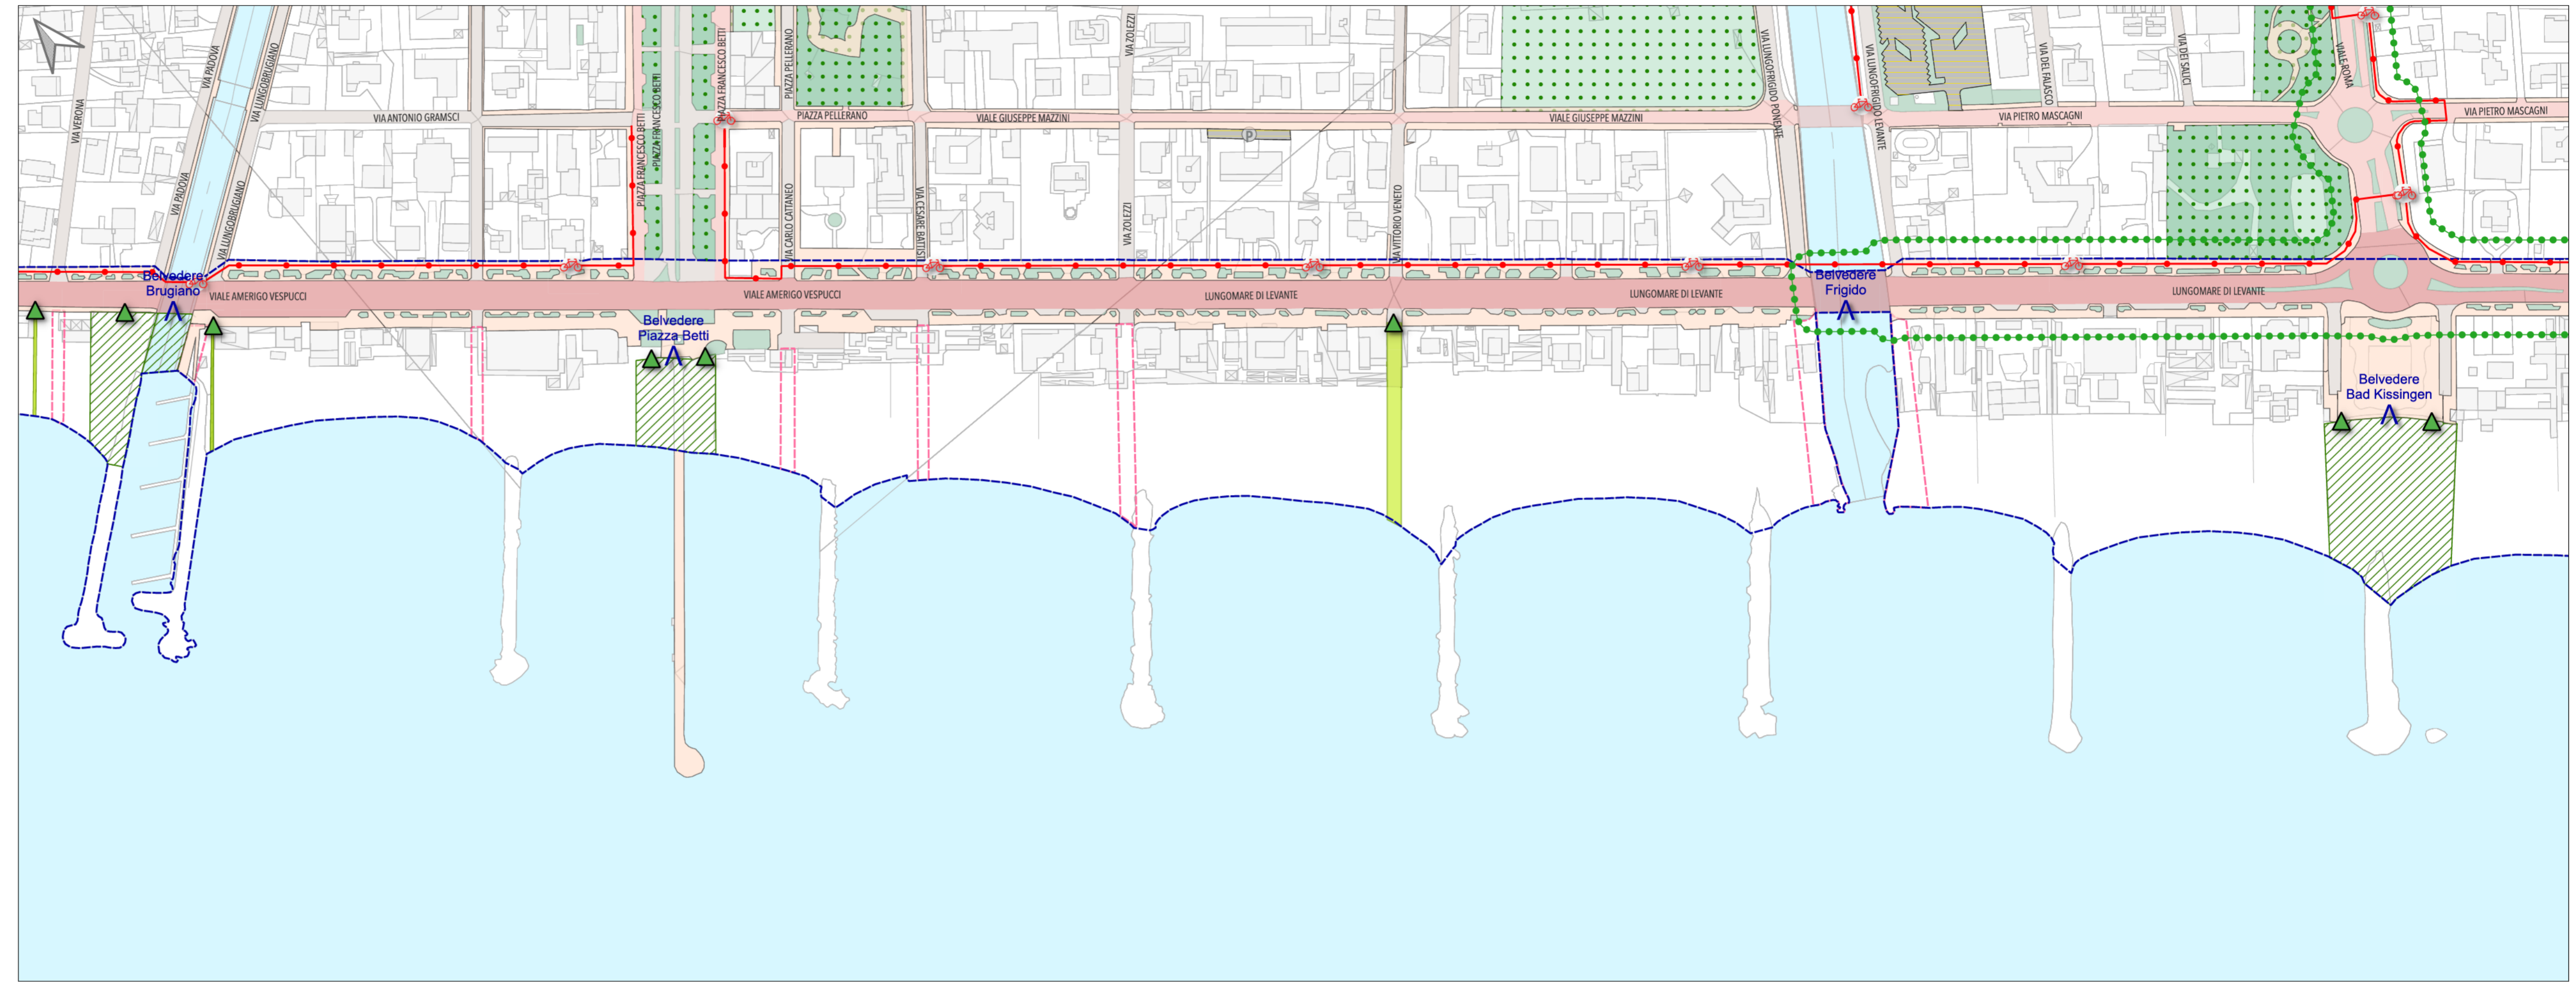 VIA VERONA
VIA PADOVA
VIA LUNGOBRUGIANO
VIA PADOVA
VIA LUNGOBRUGIANO
VIA ANTONIO GRAMSCI
PIAZZA FRANCESCO BETTI
PIAZZA FRANCESCO BETTI
PIAZZA FRANCESCO BETTI
PIAZZA PELLERANO
PIAZZA PELLERANO
VIA CARLO CATTANEO
VIA CESARE BATTISTI
VIALE GIUSEPPE MAZZINI
VIA ZOLEZZI
VIA ZOLEZZI
P
VIA VITTORIO VENETO
VIALE GIUSEPPE MAZZINI
VIA LUNGOFRIGIDO PONENTE
VIA LUNGOFRIGIDO LEVANTE
VIA PIETRO MASCAGNI
VIA DEL FALASCO
VIA DEI SALICI
VIALE ROMA
VIA PIETRO MASCAGNI
Belvedere
Brugiano
VIALE AMERIGO VESPUCCI
Belvedere
Piazza Betti
VIALE AMERIGO VESPUCCI
LUNGOMARE DI LEVANTE
LUNGOMARE DI LEVANTE
Belvedere
Frigido
LUNGOMARE DI LEVANTE
Belvedere
Bad Kissingen